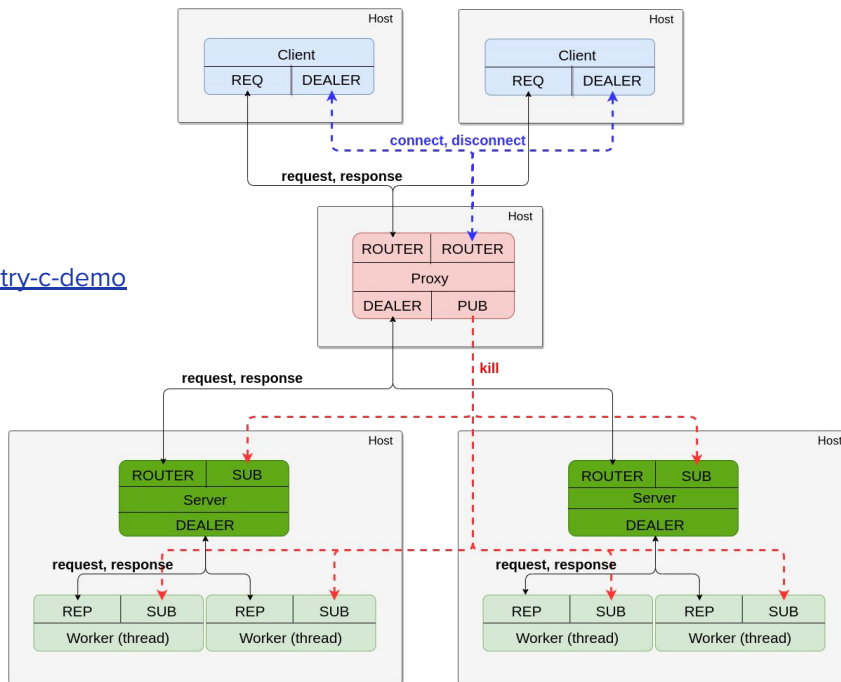 Host
Host
Client
Client
REQ DEALER
REQ DEALER
connect, disconnect
request, response
Host
ROUTER ROUTER
try-c-demo
Proxy
DEALER PUB
kill
request, response
Host
Host
ROUTER SUB
ROUTER SUB
Server
Server
DEALER
DEALER
request, response
request, response
REP SUB REP SUB
REP SUB REP SUB
Worker (thread) Worker (thread)
Worker (thread) Worker (thread)